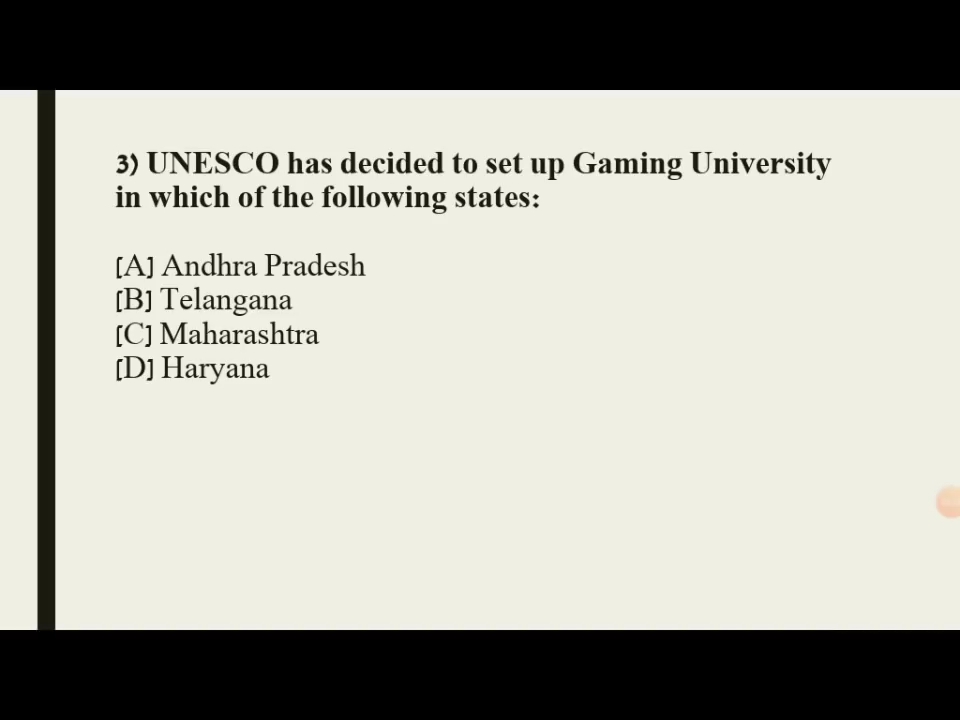 3) UNESCO has decided to set up Gaming University
in which of the following states:
[A] Andhra Pradesh
[B] Telangana
[C] Maharashtra
[D] Haryana